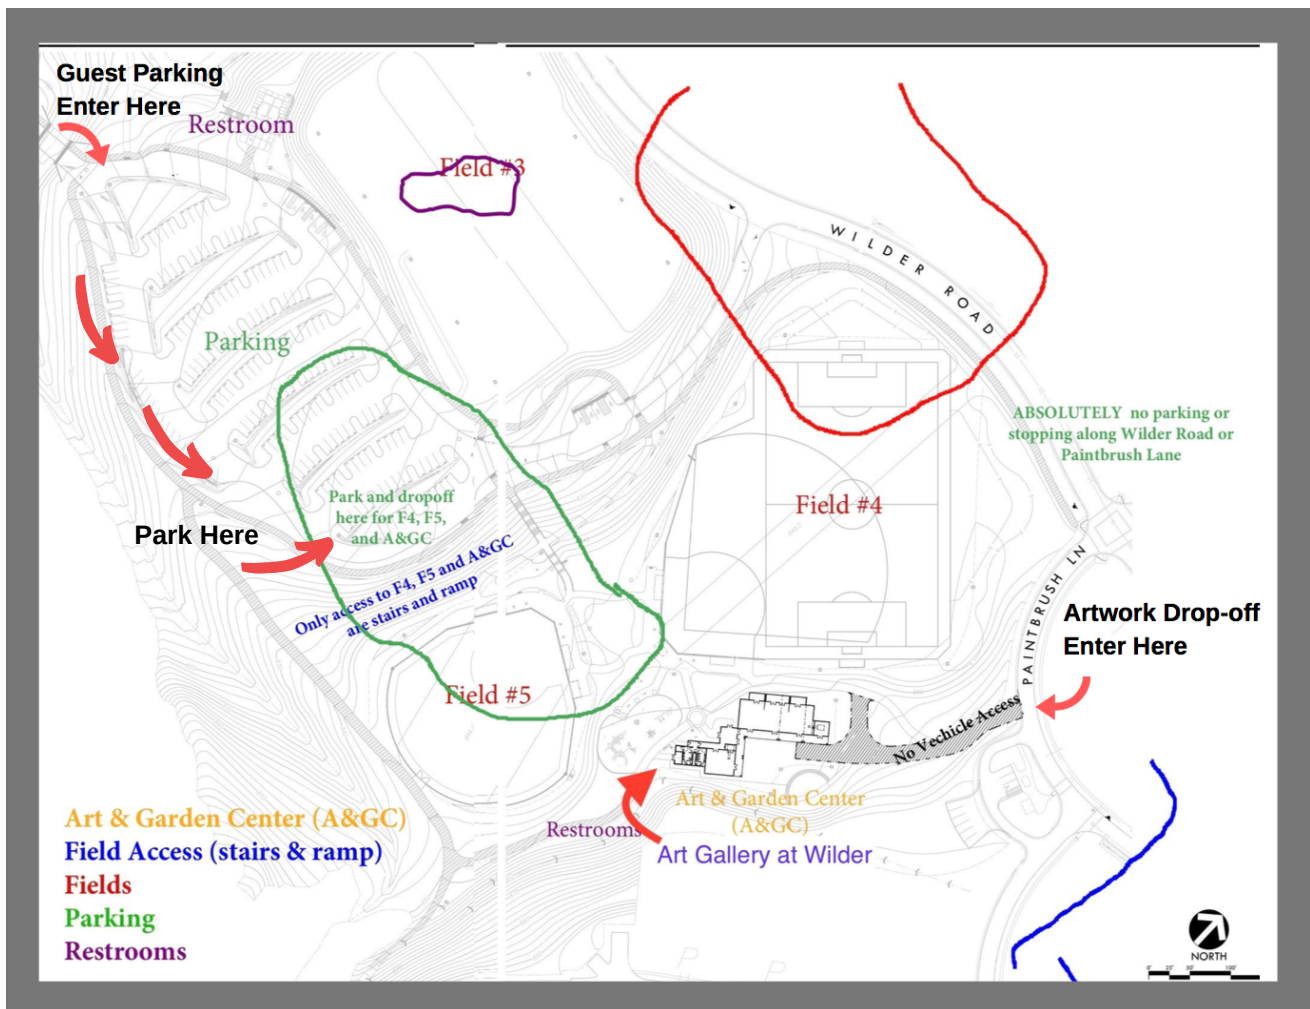 Guest Parking
Enter Here
Restroom
Field #3
WILDER ROAD
Parking
ABSOLUTELY no parking or
stopping along Wilder Road or
Paintbrush Lane
Park and dropoff
here for F4, F5,
and A&GC
Field #4
Park Here
Only access to F4, F5 and A&GC
are stairs and ramp
PAINTBRUSH LN
Artwork Drop-off
Enter Here
Field #5
No Vechicle Access
Art & Garden Center
(A&GC)
Restrooms
Art Gallery at Wilder
Art & Garden Center (A&GC)
Field Access (stairs & ramp)
Fields
Parking
Restrooms
NORTH
0' 25' 50' 100'